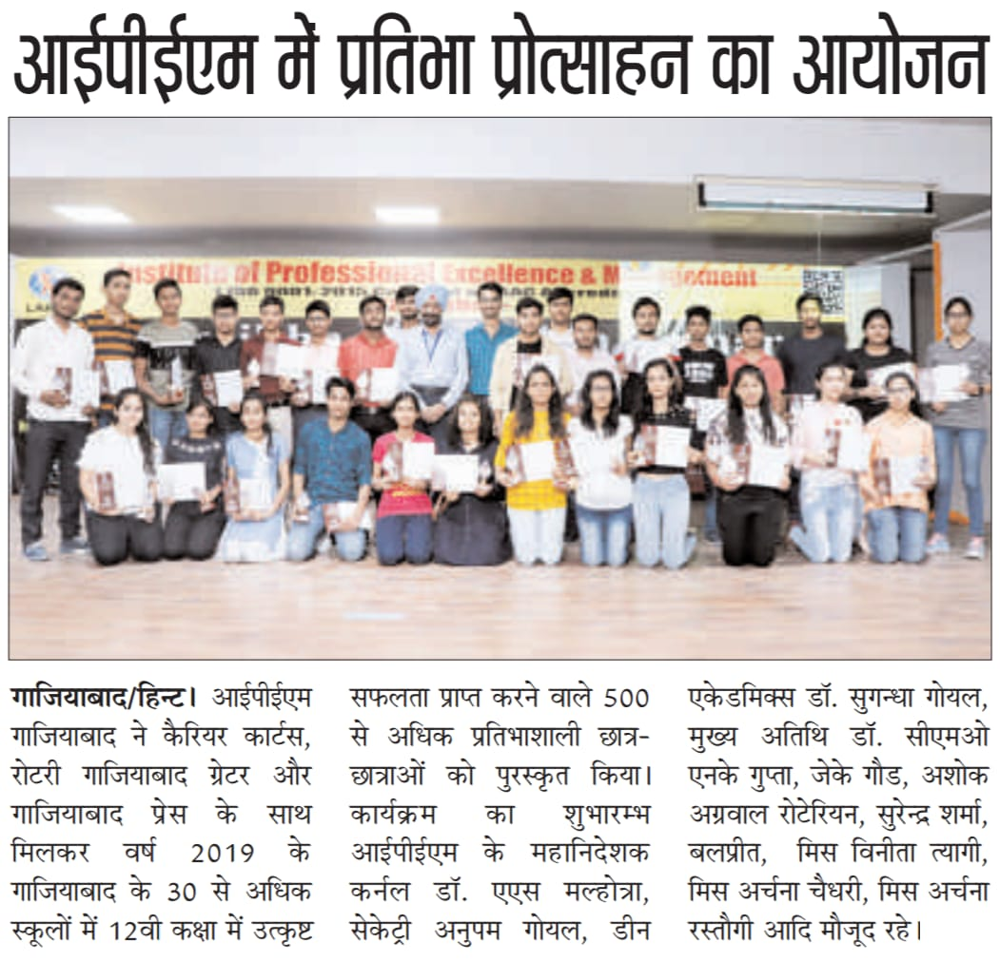 आईपीईएम में प्रतिभा प्रोत्साहन का आयोजन
Institute of Professional Excellence & Management
गाजियाबाद/हिन्ट। आईपीईएम
गाजियाबाद ने कैरियर कार्टस,
रोटरी गाजियाबाद ग्रेटर और
गाजियाबाद प्रेस के साथ
मिलकर वर्ष 2019 के
गाजियाबाद के 30 से अधिक
स्कूलों में 12वी कक्षा में उत्कृष्ट
सफलता प्राप्त करने वाले 500
से अधिक प्रतिभाशाली छात्र-
छात्राओं को पुरस्कृत किया।
कार्यक्रम का शुभारम्भ
आईपीईएम के महानिदेशक
कर्नल डॉ. एएस मल्होत्रा,
सेकेट्री अनुपम गोयल, डीन
एकेडमिक्स डॉ. सुगन्धा गोयल,
मुख्य अतिथि डॉ. सीएमओ
एनके गुप्ता, जेके गौड, अशोक
अग्रवाल रोटेरियन, सुरेन्द्र शर्मा,
बलप्रीत, मिस विनीता त्यागी,
मिस अर्चना चैधरी, मिस अर्चना
रस्तौगी आदि मौजूद रहे।